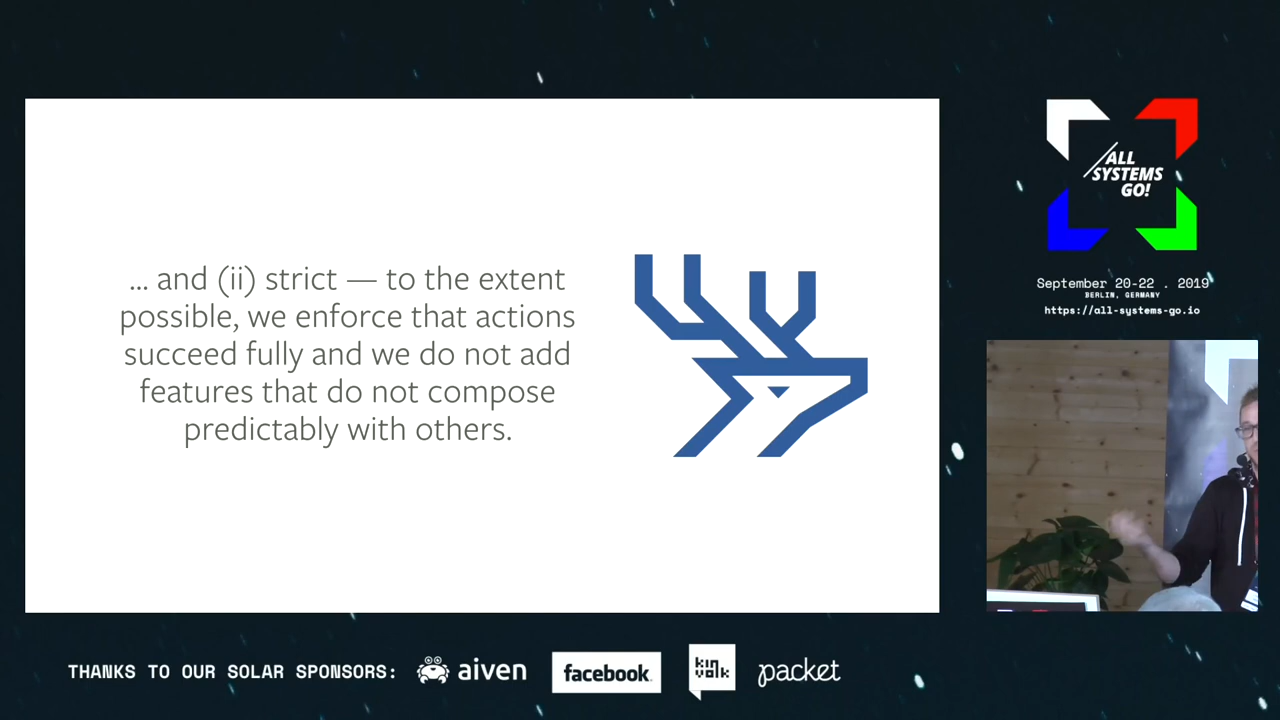 ... and (ii) strict — to the extent
possible, we enforce that actions
succeed fully and we do not add
features that do not compose
predictably with others.
/ALL
SYSTEMS
GO!
September 20-22 . 2019
BERLIN, GERMANY
https://all-systems-go.io
THANKS TO OUR SOLAR SPONSORS:
aiven
facebook.
kin
volk
packet